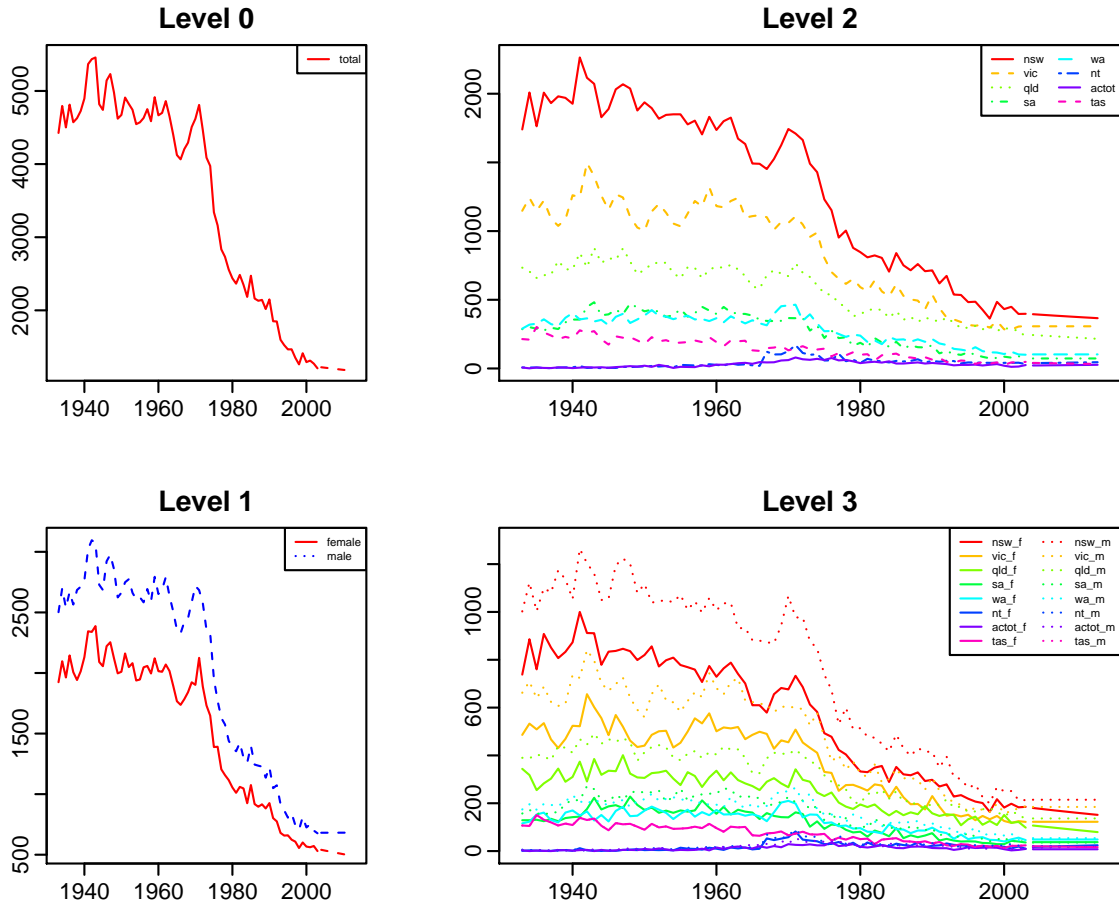 Level 0
total
5000
4000
3000
2000
1940 1960 1980 2000
Level 2
nsw
vic
qld
sa
wa
nt
actot
tas
2000
1000
500
0
1940 1960 1980 2000
Level 1
female
male
2500
1500
500
1940 1960 1980 2000
Level 3
nsw_f
vic_f
qld_f
sa_f
wa_f
nt_f
actot_f
tas_f
nsw_m
vic_m
qld_m
sa_m
wa_m
nt_m
actot_m
tas_m
1000
600
200
0
1940 1960 1980 2000